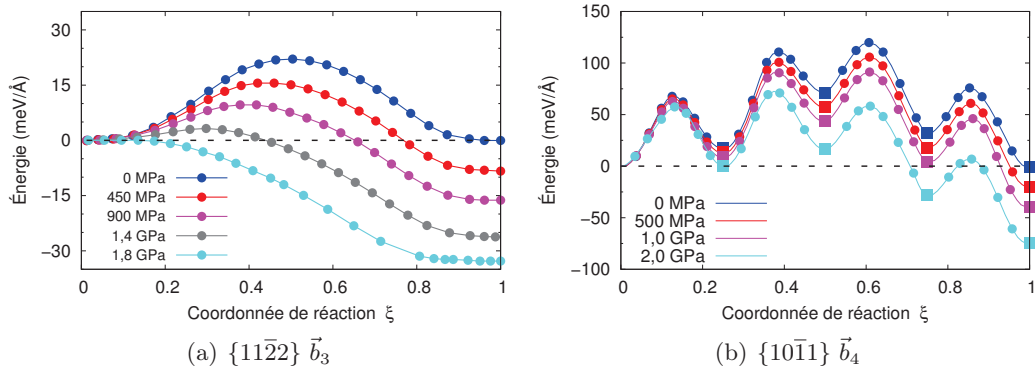 Énergie (meV/Å)
30
15
0
−15
−30
0 MPa
450 MPa
900 MPa
1,4 GPa
1,8 GPa
0 0.2 0.4 0.6 0.8 1
Coordonnée de réaction ξ
(a) {11\overline{2}2} \vec{b}_3
Énergie (meV/Å)
150
100
50
0
−50
−100
0 MPa
500 MPa
1,0 GPa
2,0 GPa
0 0.2 0.4 0.6 0.8 1
Coordonnée de réaction ξ
(b) {10\overline{1}1} \vec{b}_4